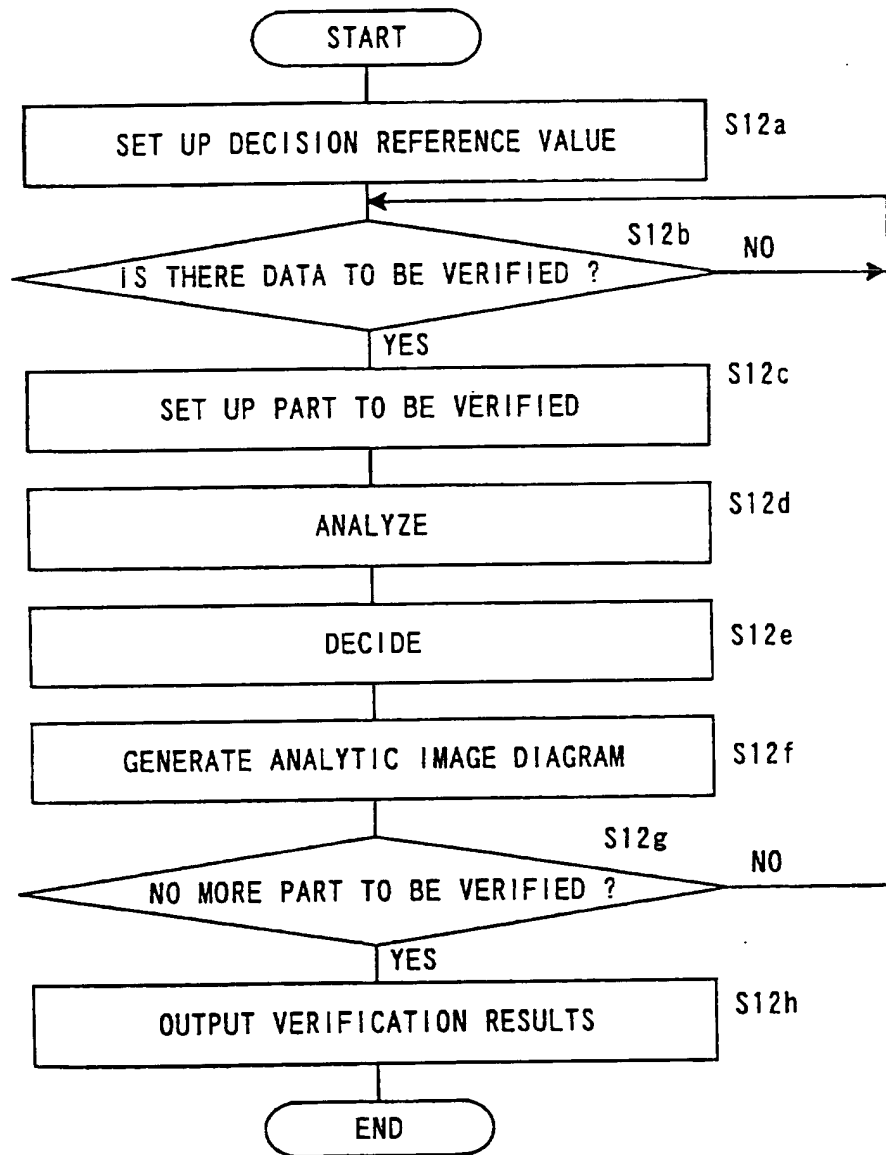 START
SET UP DECISION REFERENCE VALUE
S12a
S12b
NO
IS THERE DATA TO BE VERIFIED ?
YES
S12c
SET UP PART TO BE VERIFIED
S12d
ANALYZE
DECIDE
S12e
GENERATE ANALYTIC IMAGE DIAGRAM
S12f
S12g
NO
NO MORE PART TO BE VERIFIED ?
YES
S12h
OUTPUT VERIFICATION RESULTS
END